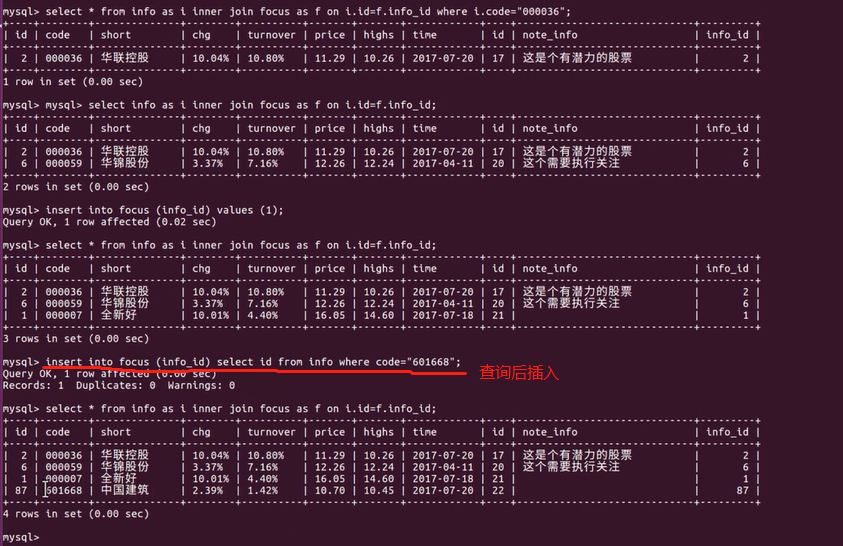 mysql> select * from info as i inner join focus as f on i.id=f.info_id where i.code="000036";
+----+--------+--------------+--------+----------+-------+-------+------------+----+-----------------------------+---------+
| id | code | short | chg | turnover | price | highs | time | id | note_info | info_id |
+----+--------+--------------+--------+----------+-------+-------+------------+----+-----------------------------+---------+
| 2 | 000036 | 华联控股 | 10.04% | 10.80% | 11.29 | 10.26 | 2017-07-20 | 17 | 这是个有潜力的股票 | 2 |
+----+--------+--------------+--------+----------+-------+-------+------------+----+-----------------------------+---------+
1 row in set (0.00 sec)
mysql> mysql> select info as i inner join focus as f on i.id=f.info_id;
+----+--------+--------------+--------+----------+-------+-------+------------+----+-----------------------------+---------+
| id | code | short | chg | turnover | price | highs | time | id | note_info | info_id |
+----+--------+--------------+--------+----------+-------+-------+------------+----+-----------------------------+---------+
| 2 | 000036 | 华联控股 | 10.04% | 10.80% | 11.29 | 10.26 | 2017-07-20 | 17 | 这是个有潜力的股票 | 2 |
| 6 | 000059 | 华锦股份 | 3.37% | 7.16% | 12.26 | 12.24 | 2017-04-11 | 20 | 这个需要执行关注 | 6 |
+----+--------+--------------+--------+----------+-------+-------+------------+----+-----------------------------+---------+
2 rows in set (0.00 sec)
mysql> insert into focus (info_id) values (1);
Query OK, 1 row affected (0.02 sec)
mysql> select * from info as i inner join focus as f on i.id=f.info_id;
+----+--------+--------------+--------+----------+-------+-------+------------+----+-----------------------------+---------+
| id | code | short | chg | turnover | price | highs | time | id | note_info | info_id |
+----+--------+--------------+--------+----------+-------+-------+------------+----+-----------------------------+---------+
| 2 | 000036 | 华联控股 | 10.04% | 10.80% | 11.29 | 10.26 | 2017-07-20 | 17 | 这是个有潜力的股票 | 2 |
| 6 | 000059 | 华锦股份 | 3.37% | 7.16% | 12.26 | 12.24 | 2017-04-11 | 20 | 这个需要执行关注 | 6 |
| 1 | 000007 | 全新好 | 10.01% | 4.40% | 16.05 | 14.60 | 2017-07-18 | 21 | | 1 |
+----+--------+--------------+--------+----------+-------+-------+------------+----+-----------------------------+---------+
3 rows in set (0.00 sec)
mysql> insert into focus (info_id) select id from info where code="601668";
查询后插入
Query OK, 1 row affected (0.00 sec)
Records: 1 Duplicates: 0 Warnings: 0
mysql> select * from info as i inner join focus as f on i.id=f.info_id;
+----+--------+--------------+--------+----------+-------+-------+------------+----+-----------------------------+---------+
| id | code | short | chg | turnover | price | highs | time | id | note_info | info_id |
+----+--------+--------------+--------+----------+-------+-------+------------+----+-----------------------------+---------+
| 2 | 000036 | 华联控股 | 10.04% | 10.80% | 11.29 | 10.26 | 2017-07-20 | 17 | 这是个有潜力的股票 | 2 |
| 6 | 000059 | 华锦股份 | 3.37% | 7.16% | 12.26 | 12.24 | 2017-04-11 | 20 | 这个需要执行关注 | 6 |
| 1 | 000007 | 全新好 | 10.01% | 4.40% | 16.05 | 14.60 | 2017-07-18 | 21 | | 1 |
| 87 | 601668 | 中国建筑 | 2.39% | 1.42% | 10.70 | 10.45 | 2017-07-20 | 22 | | 87 |
+----+--------+--------------+--------+----------+-------+-------+------------+----+-----------------------------+---------+
4 rows in set (0.00 sec)
mysql>